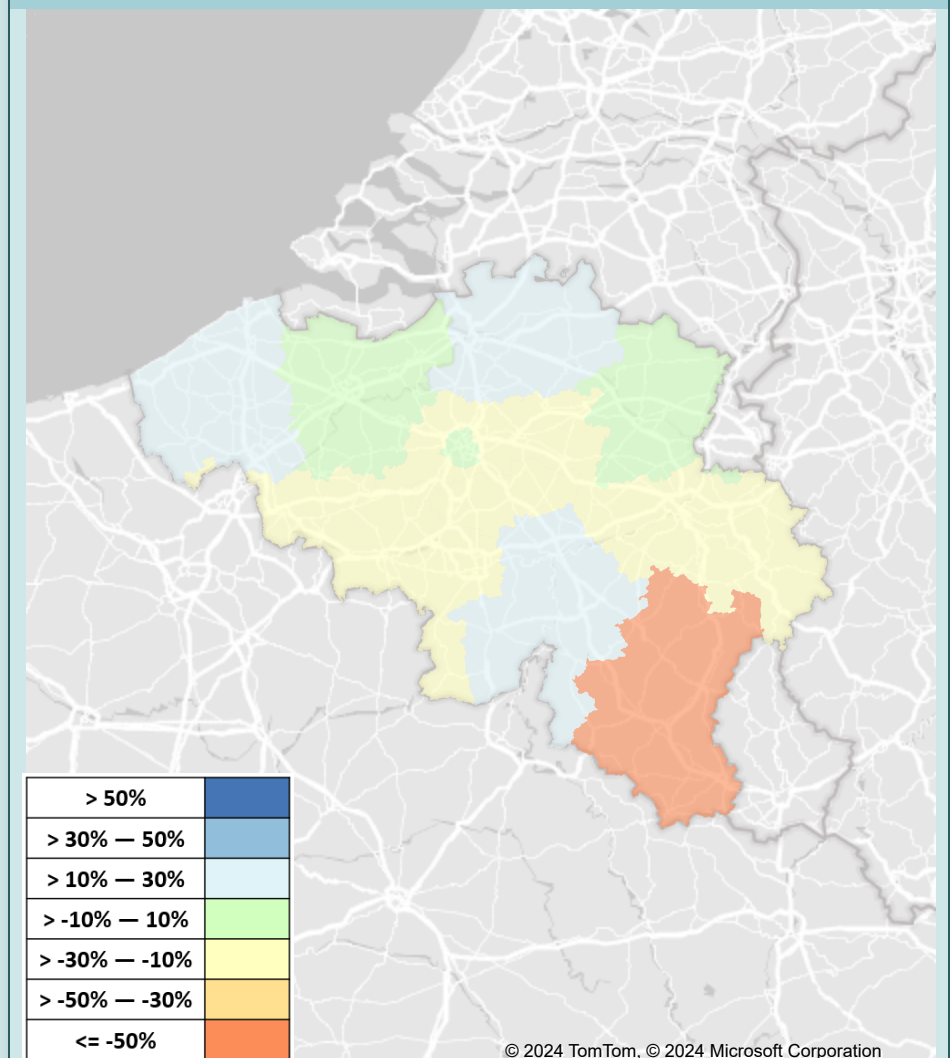 > 50%
> 30% — 50%
> 10% — 30%
> -10% — 10%
> -30% — -10%
> -50% — -30%
<= -50%
© 2024 TomTom, © 2024 Microsoft Corporation